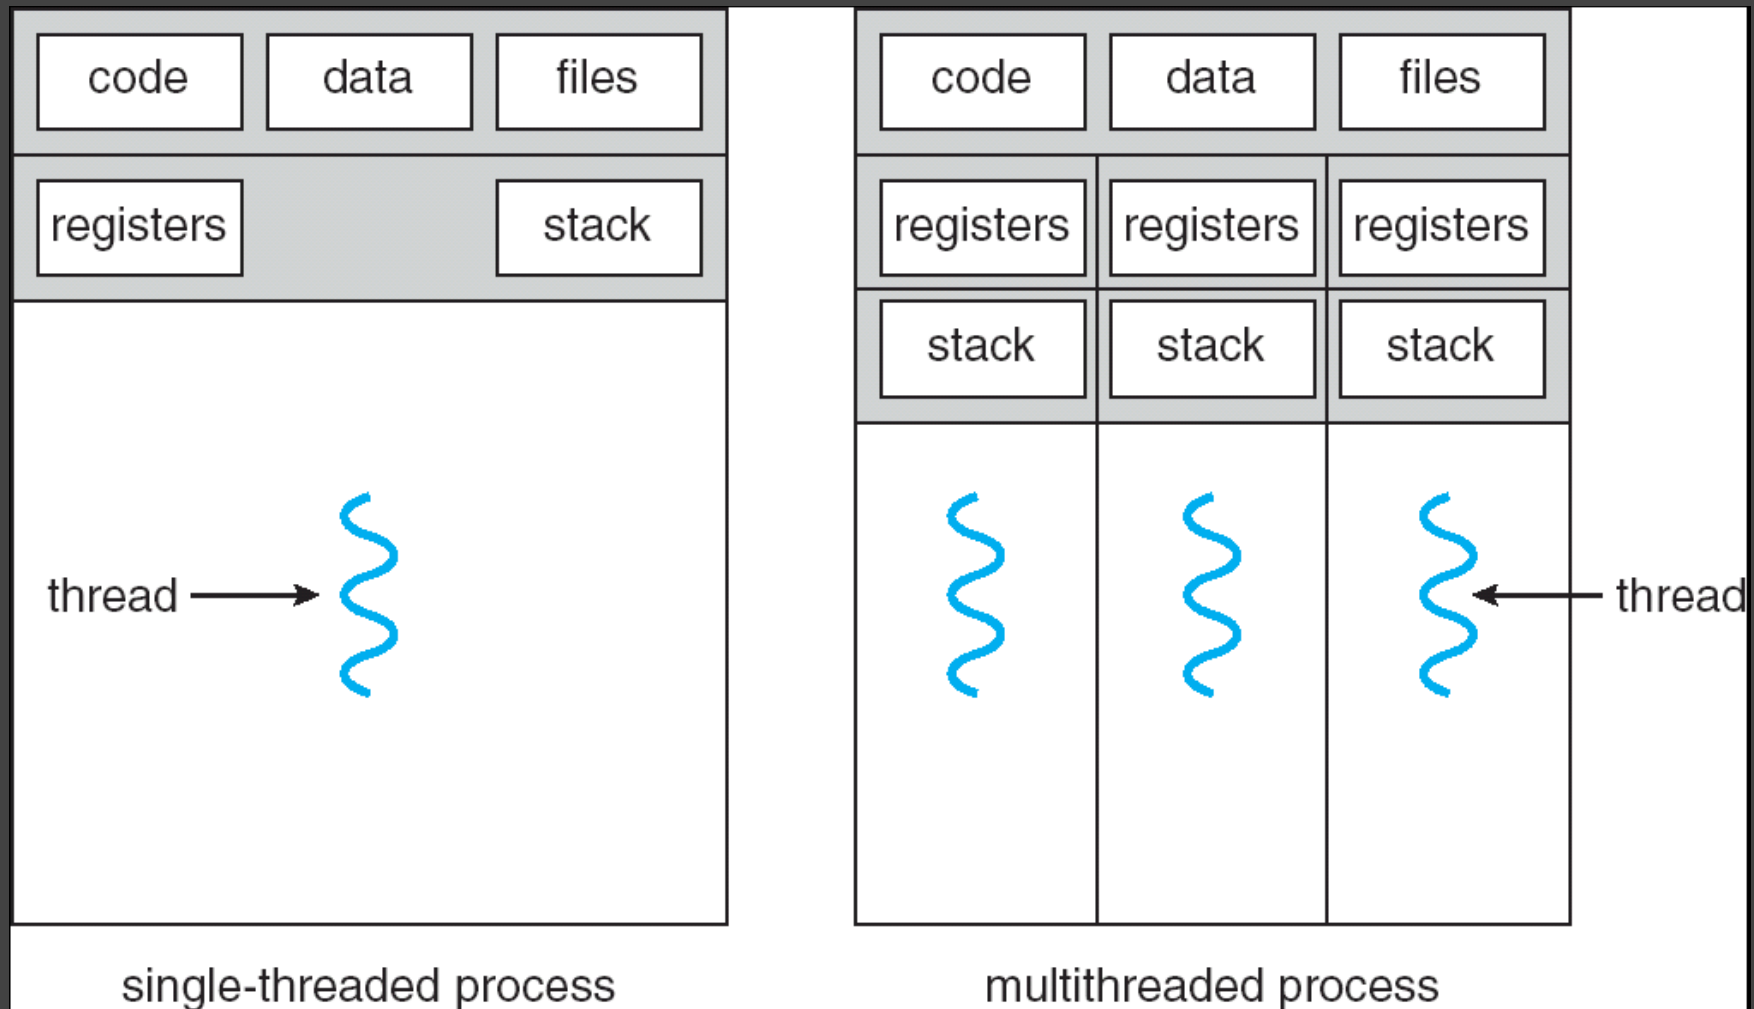 code data files
registers stack
thread
single-threaded process
code data files
registers registers registers
stack stack stack
thread
multithreaded process